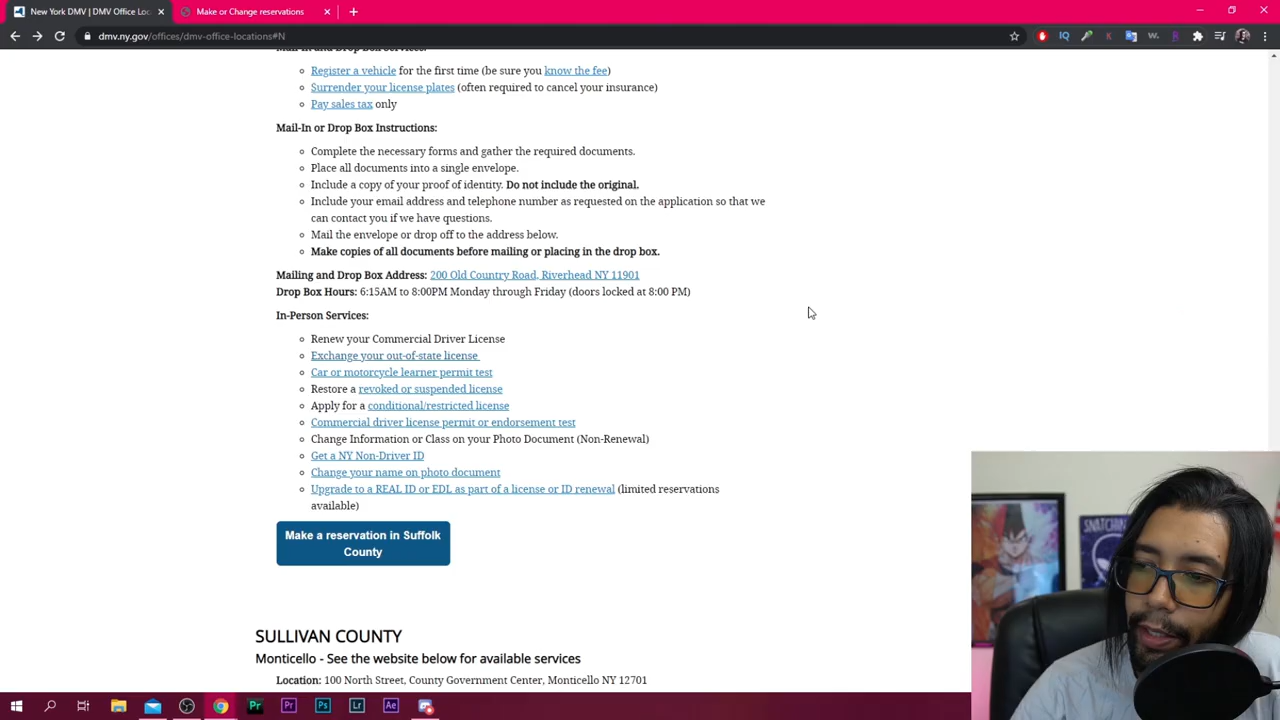 New York DMV | DMV Office Loc
Make or Change reservations
dmv.ny.gov/offices/dmv-office-locations#N
Mail-In and Drop Box Services:
Register a vehicle for the first time (be sure you know the fee)
Surrender your license plates (often required to cancel your insurance)
Pay sales tax only
Mail-In or Drop Box Instructions:
Complete the necessary forms and gather the required documents.
Place all documents into a single envelope.
Include a copy of your proof of identity. Do not include the original.
Include your email address and telephone number as requested on the application so that we
can contact you if we have questions.
Mail the envelope or drop off to the address below.
Make copies of all documents before mailing or placing in the drop box.
Mailing and Drop Box Address: 200 Old Country Road, Riverhead NY 11901
Drop Box Hours: 6:15AM to 8:00PM Monday through Friday (doors locked at 8:00 PM)
In-Person Services:
Renew your Commercial Driver License
Exchange your out-of-state license
Car or motorcycle learner permit test
Restore a revoked or suspended license
Apply for a conditional/restricted license
Commercial driver license permit or endorsement test
Change Information or Class on your Photo Document (Non-Renewal)
Get a NY Non-Driver ID
Change your name on photo document
Upgrade to a REAL ID or EDL as part of a license or ID renewal (limited reservations
available)
Make a reservation in Suffolk
County
SULLIVAN COUNTY
Monticello - See the website below for available services
Location: 100 North Street, County Government Center, Monticello NY 12701
Pr
Pr
Ps
Lr
Ae